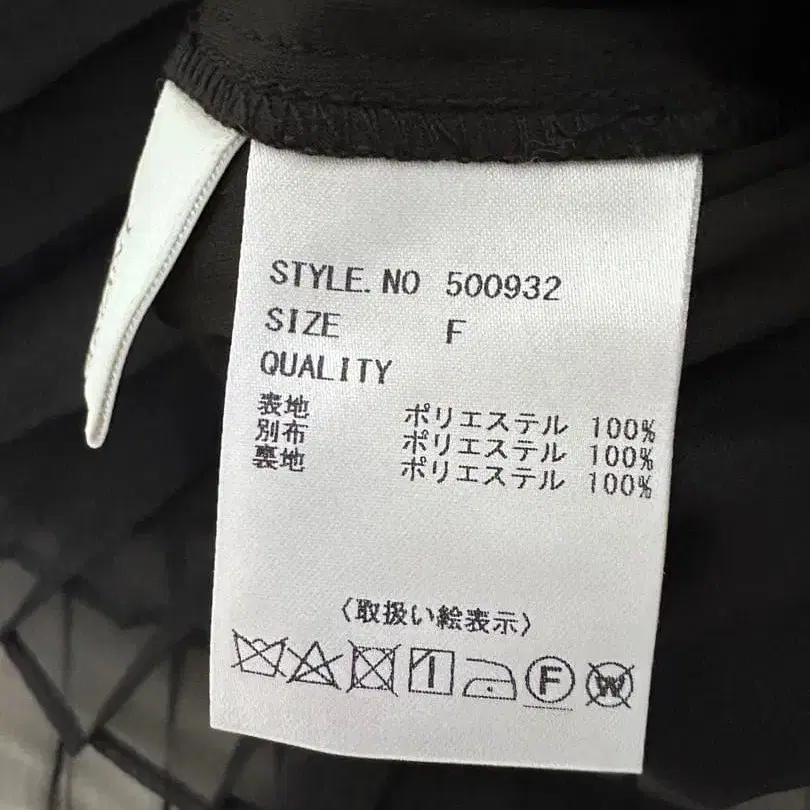 STYLE.NO 500932
SIZE F
QUALITY
表地 ポリエステル 100%
別布 ポリエステル 100%
裏地 ポリエステル 100%
〈取扱い絵表示〉
F W